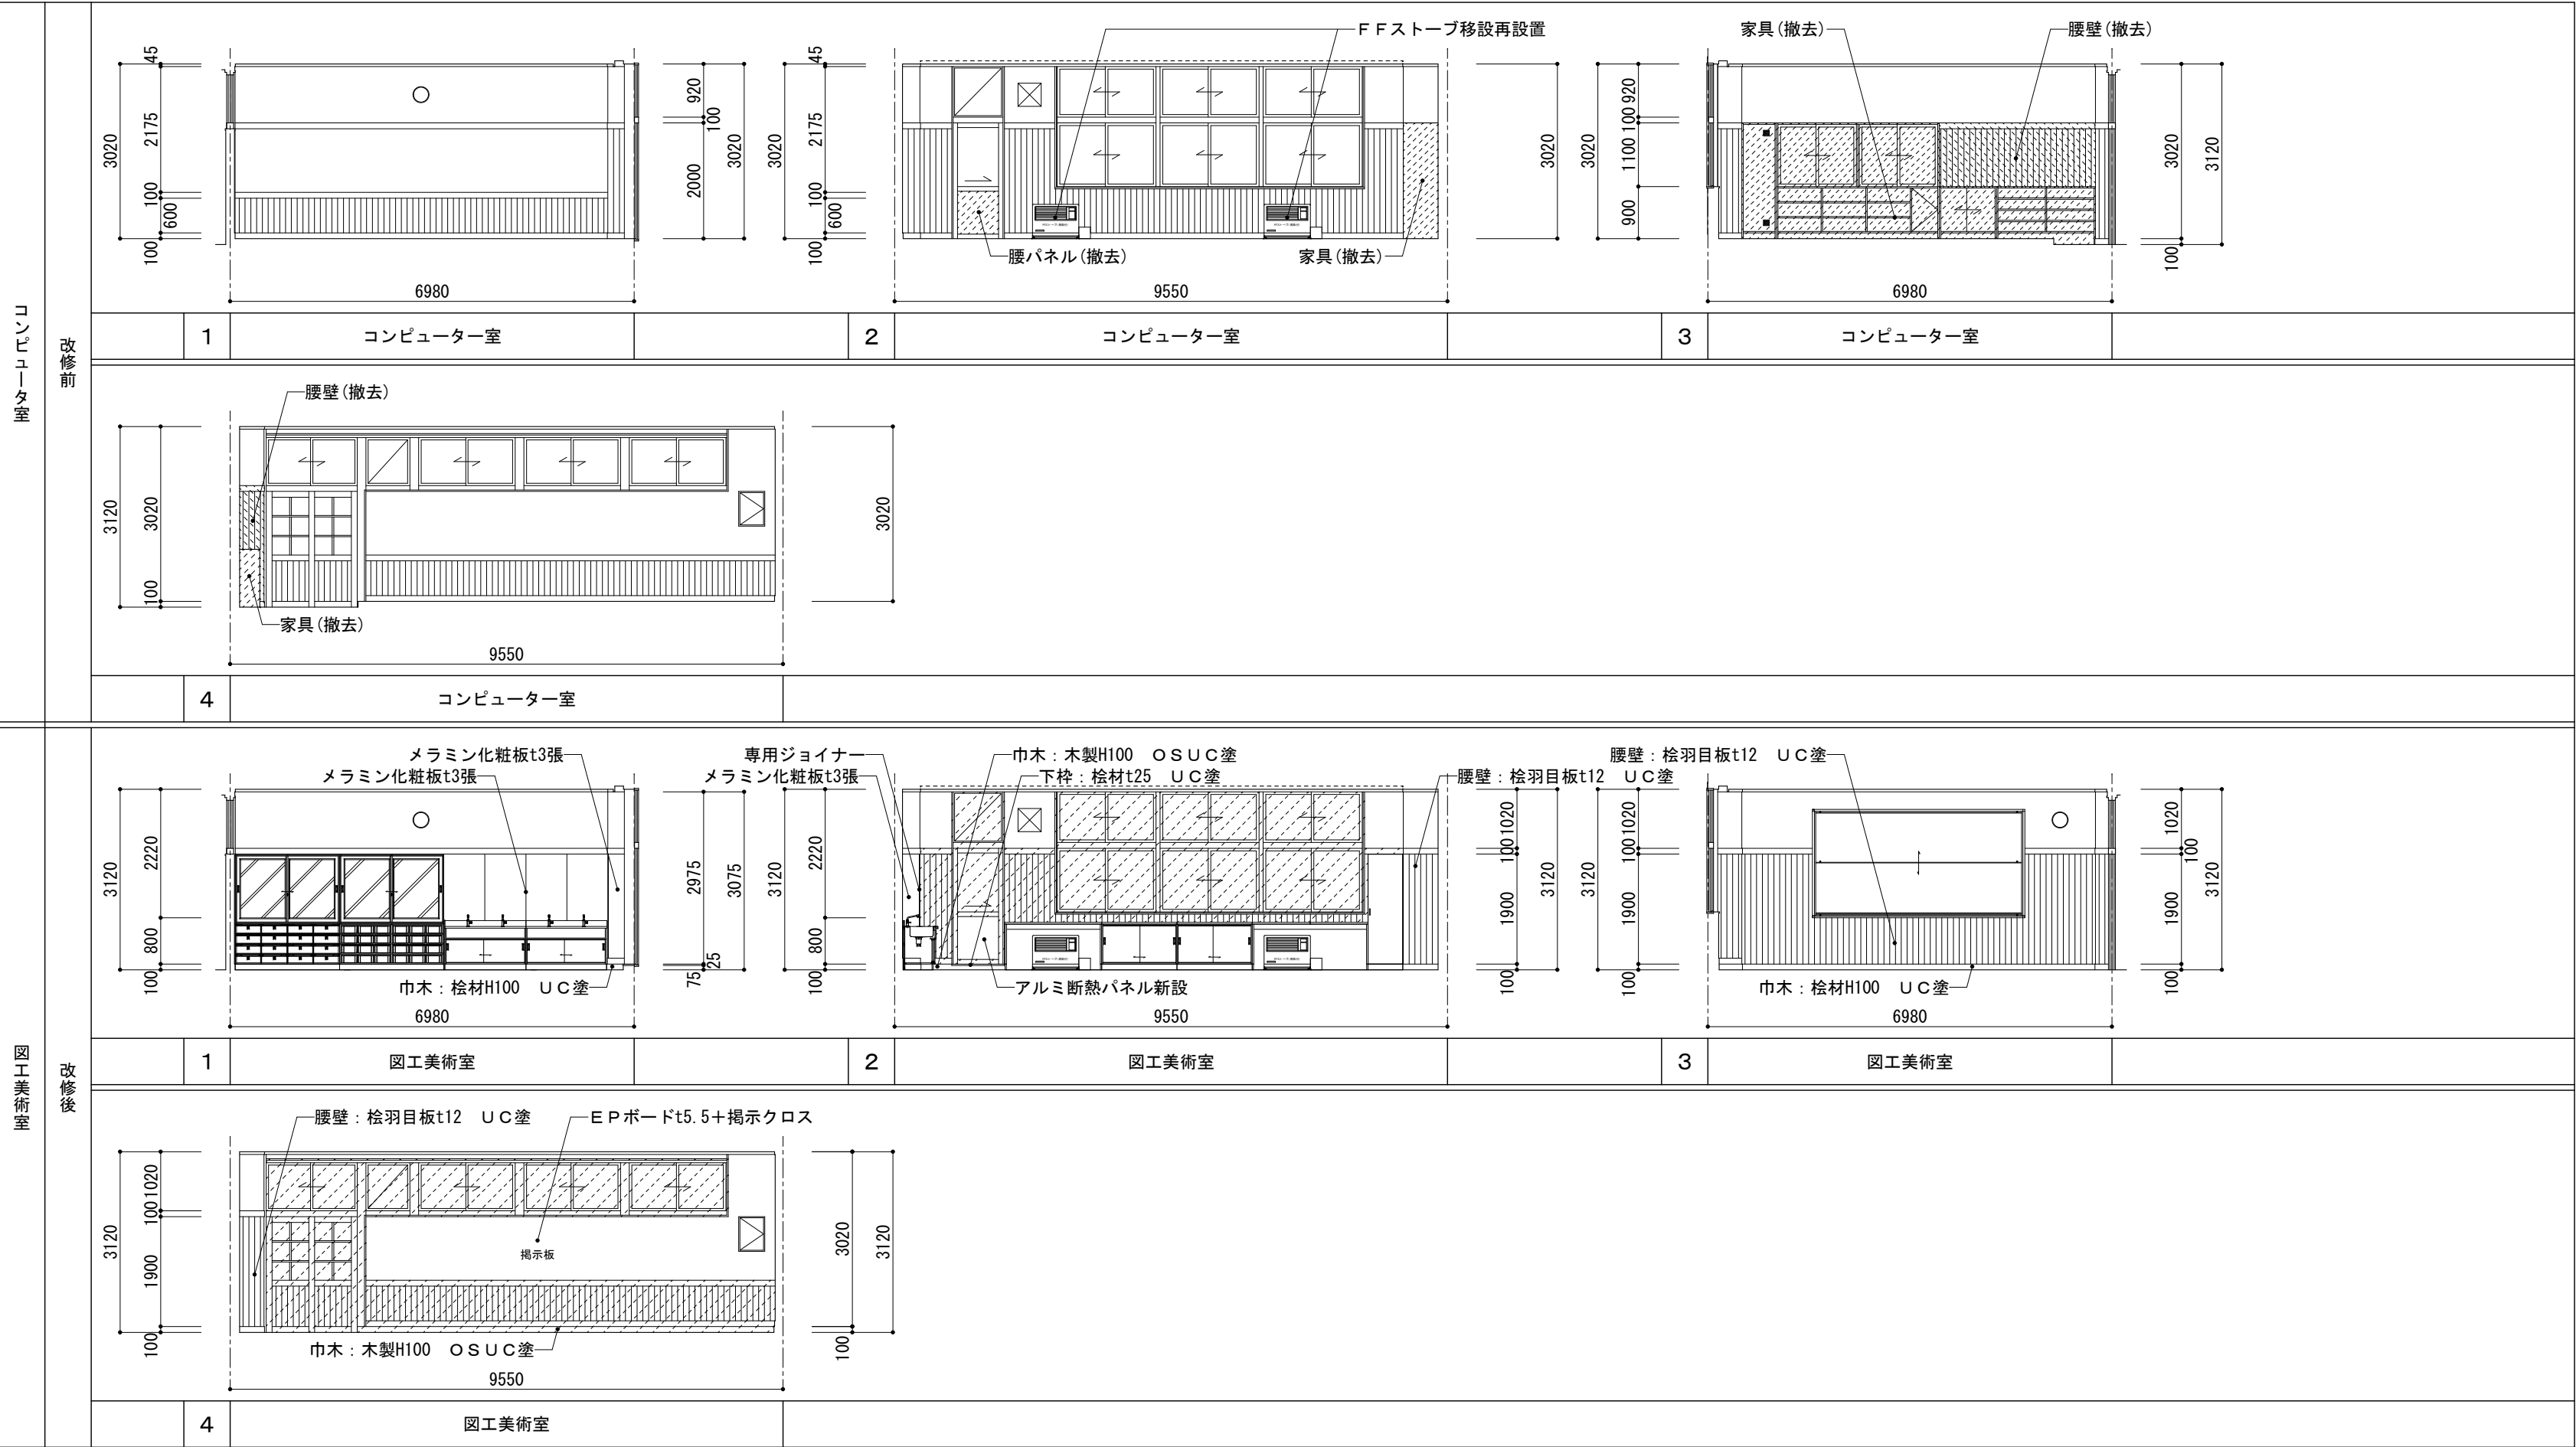 コンピュータ室
改修前
FFストーブ移設再設置
家具(撤去)
腰壁(撤去)
45
2175
3020
100
600
100
920
100
3020
2000
6980
45
2175
3020
100
600
100
3020
腰パネル(撤去)
家具(撤去)
9550
920
100
3020
1100
900
3020
3120
100
6980
1 コンピューター室
2 コンピューター室
3 コンピューター室
腰壁(撤去)
3120
3020
100
3020
家具(撤去)
9550
4 コンピューター室
図工美術室
改修後
メラミン化粧板t3張
メラミン化粧板t3張
3120
2220
800
100
2975
3075
25
75
巾木:桧材H100 UC塗
6980
専用ジョイナー
メラミン化粧板t3張
巾木:木製H100 OSUC塗
下枠:桧材t25 UC塗
腰壁:桧羽目板t12 UC塗
3120
2220
800
100
1020
100
1900
3120
100
アルミ断熱パネル新設
9550
腰壁:桧羽目板t12 UC塗
3120
1020
100
1900
100
1020
100
1900
3120
100
巾木:桧材H100 UC塗
6980
1 図工美術室
2 図工美術室
3 図工美術室
腰壁:桧羽目板t12 UC塗
EPボードt5.5+掲示クロス
3120
1020
100
1900
100
掲示板
3020
3120
100
巾木:木製H100 OSUC塗
9550
4 図工美術室